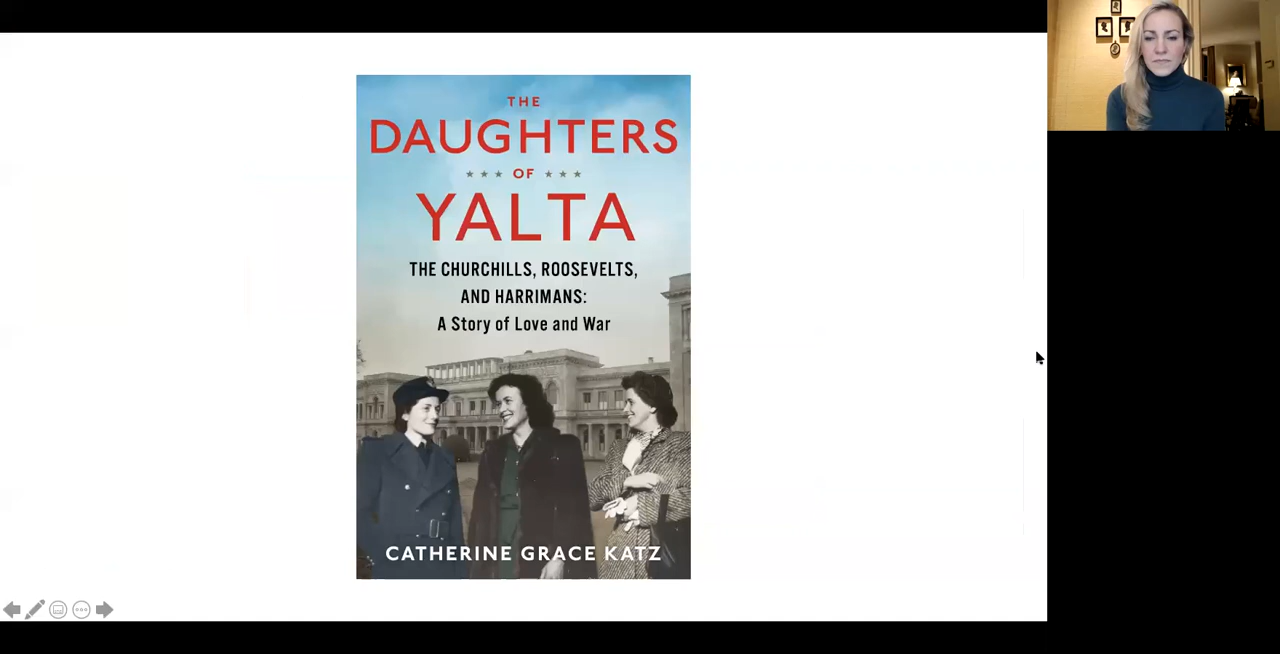 THE
DAUGHTERS
OF
YALTA
THE CHURCHILLS, ROOSEVELTS,
AND HARRIMANS:
A Story of Love and War
CATHERINE GRACE KATZ